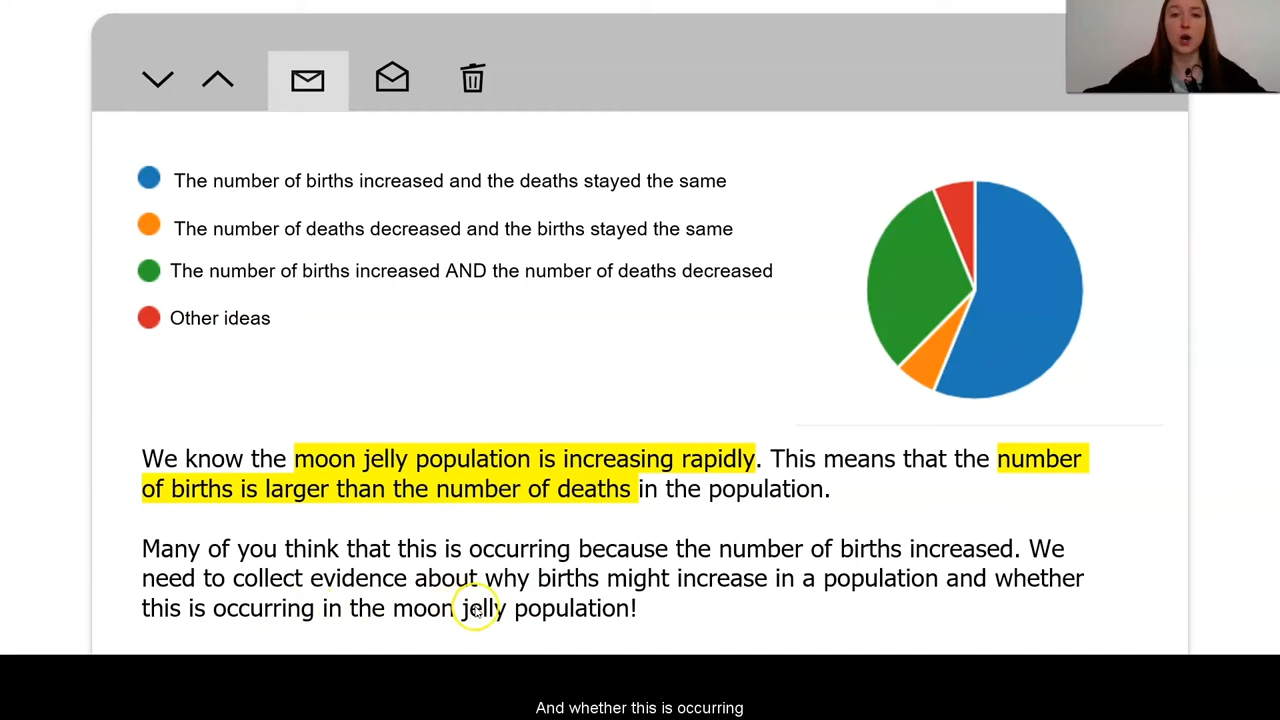 The number of births increased and the deaths stayed the same
The number of deaths decreased and the births stayed the same
The number of births increased AND the number of deaths decreased
Other ideas
We know the moon jelly population is increasing rapidly. This means that the number
of births is larger than the number of deaths in the population.
Many of you think that this is occurring because the number of births increased. We
need to collect evidence about why births might increase in a population and whether
this is occurring in the moon jelly population!
And whether this is occurring